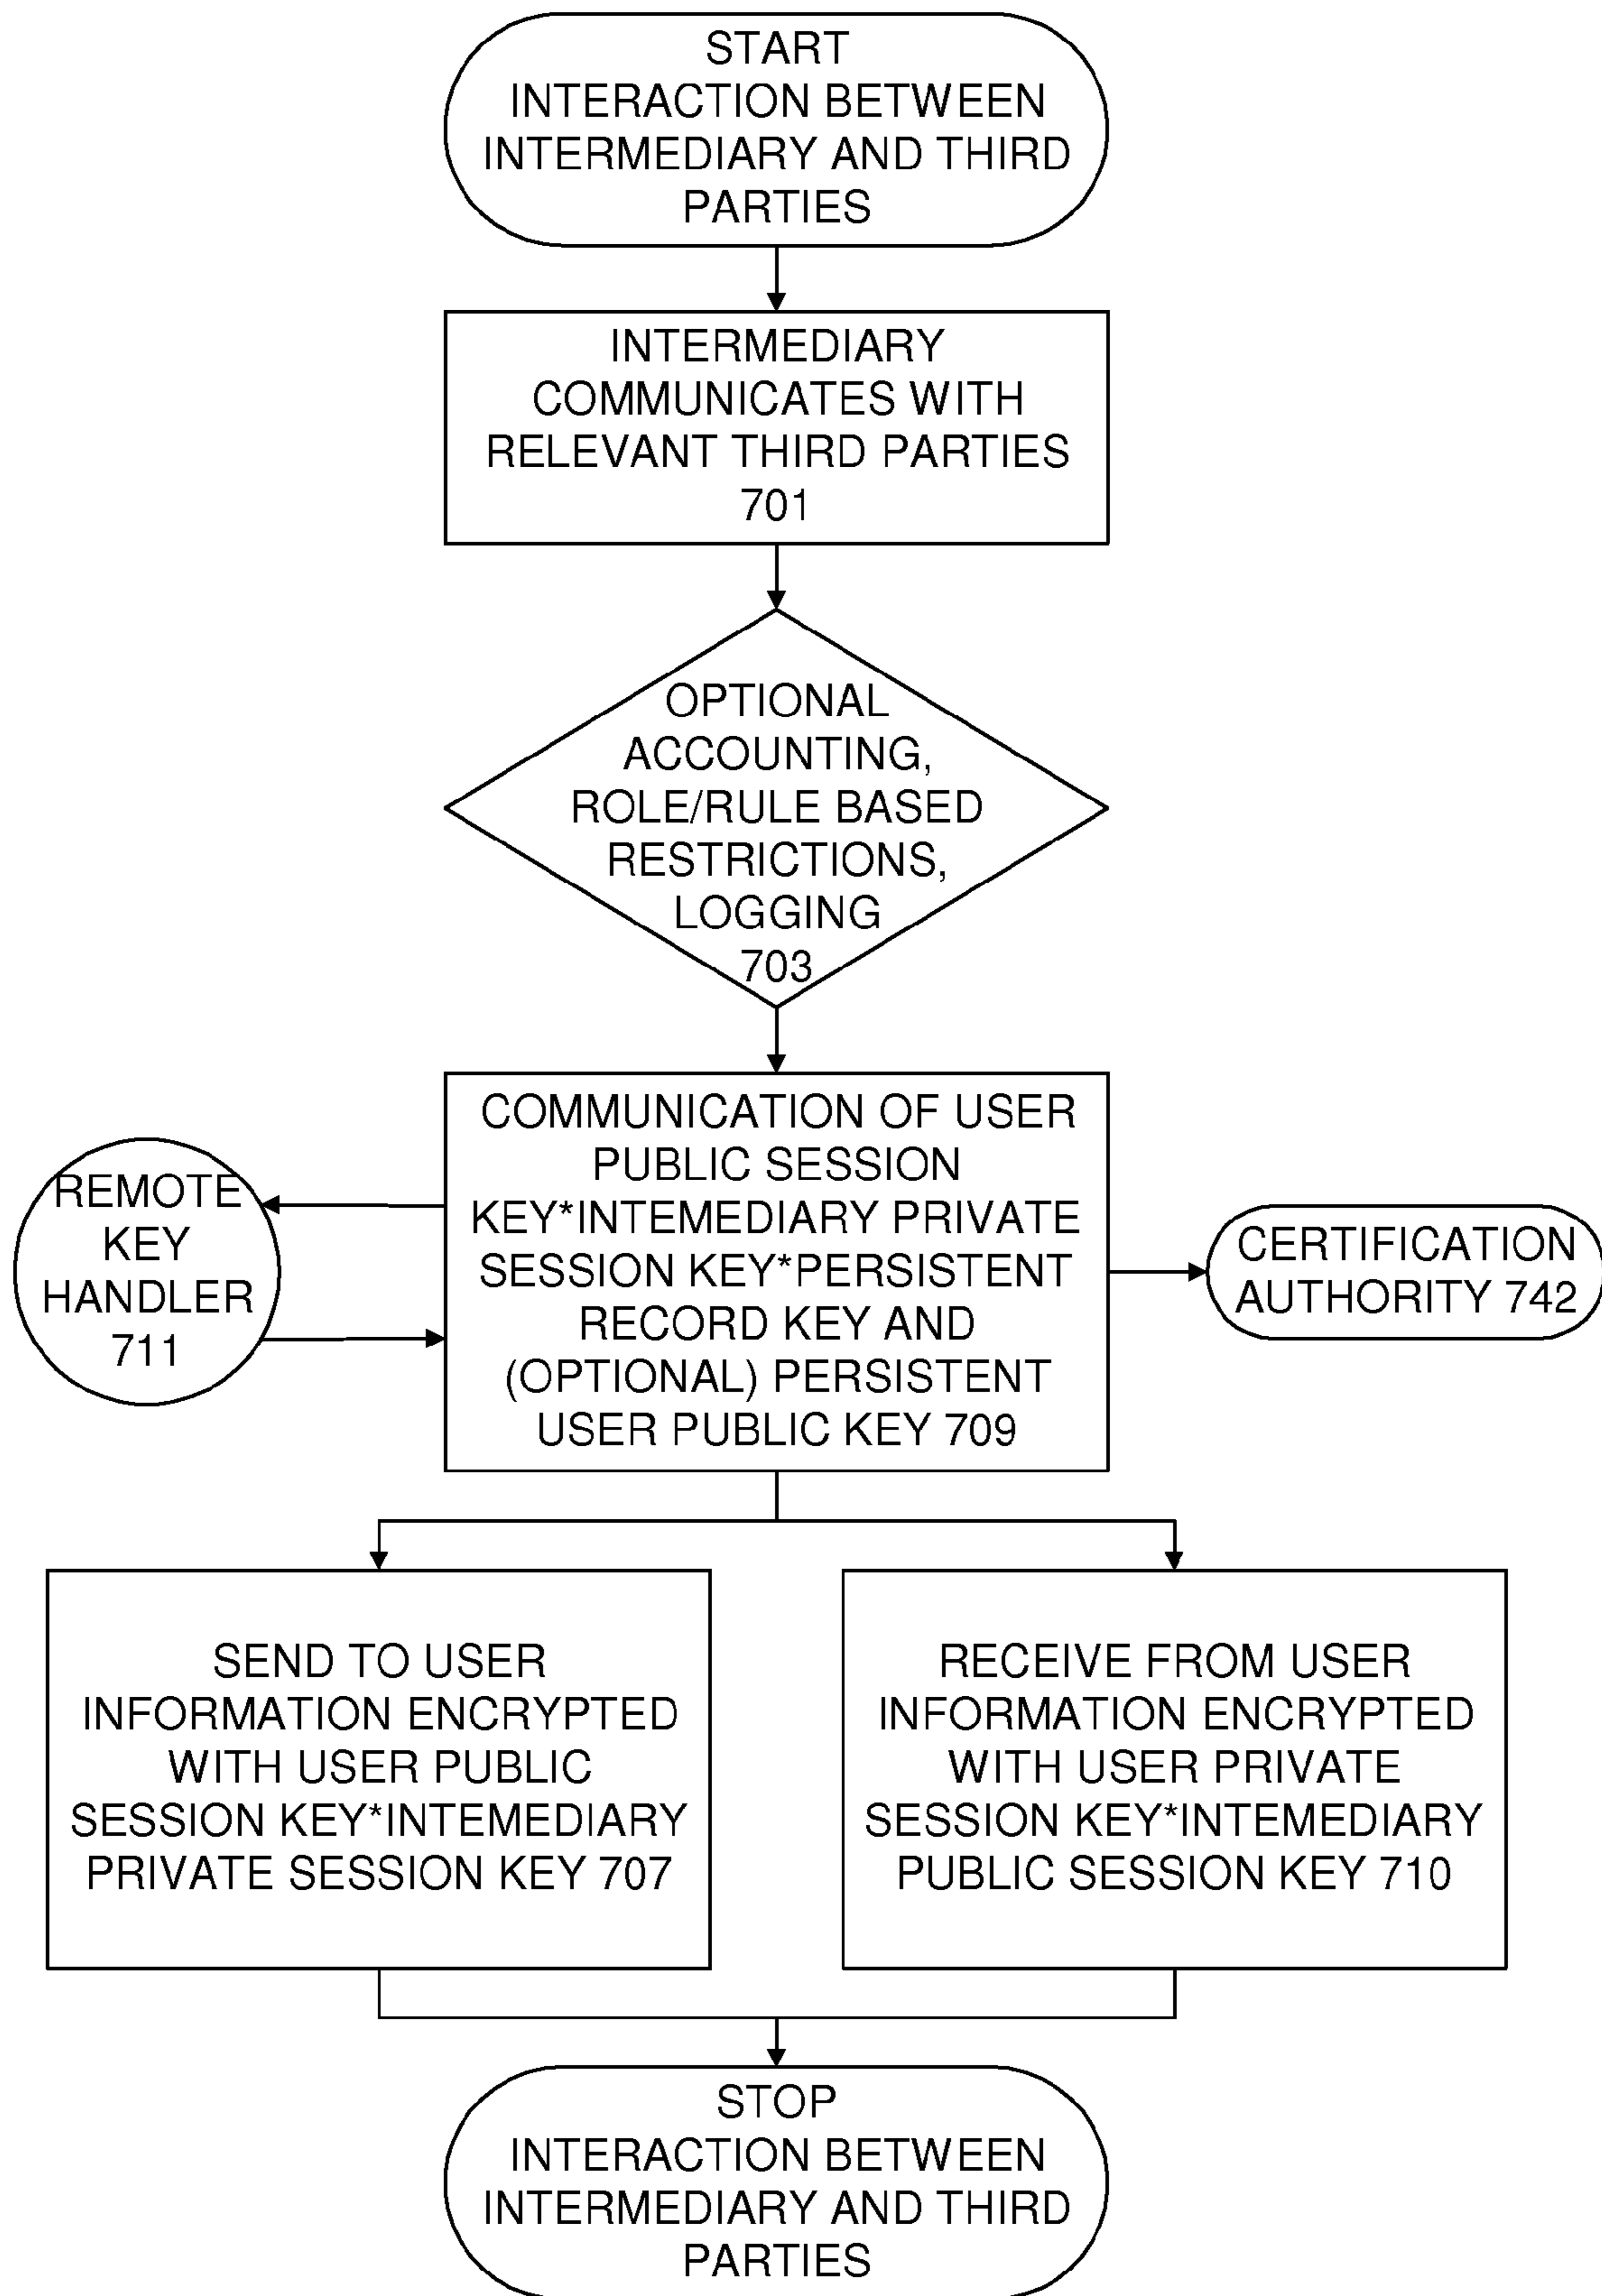 START
INTERACTION BETWEEN
INTERMEDIARY AND THIRD
PARTIES
INTERMEDIARY
COMMUNICATES WITH
RELEVANT THIRD PARTIES
701
OPTIONAL
ACCOUNTING,
ROLE/RULE BASED
RESTRICTIONS,
LOGGING
703
REMOTE
KEY
HANDLER
711
COMMUNICATION OF USER
PUBLIC SESSION
KEY*INTEMEDIARY PRIVATE
SESSION KEY*PERSISTENT
RECORD KEY AND
(OPTIONAL) PERSISTENT
USER PUBLIC KEY 709
CERTIFICATION
AUTHORITY 742
SEND TO USER
INFORMATION ENCRYPTED
WITH USER PUBLIC
SESSION KEY*INTEMEDIARY
PRIVATE SESSION KEY 707
RECEIVE FROM USER
INFORMATION ENCRYPTED
WITH USER PRIVATE
SESSION KEY*INTEMEDIARY
PUBLIC SESSION KEY 710
STOP
INTERACTION BETWEEN
INTERMEDIARY AND THIRD
PARTIES